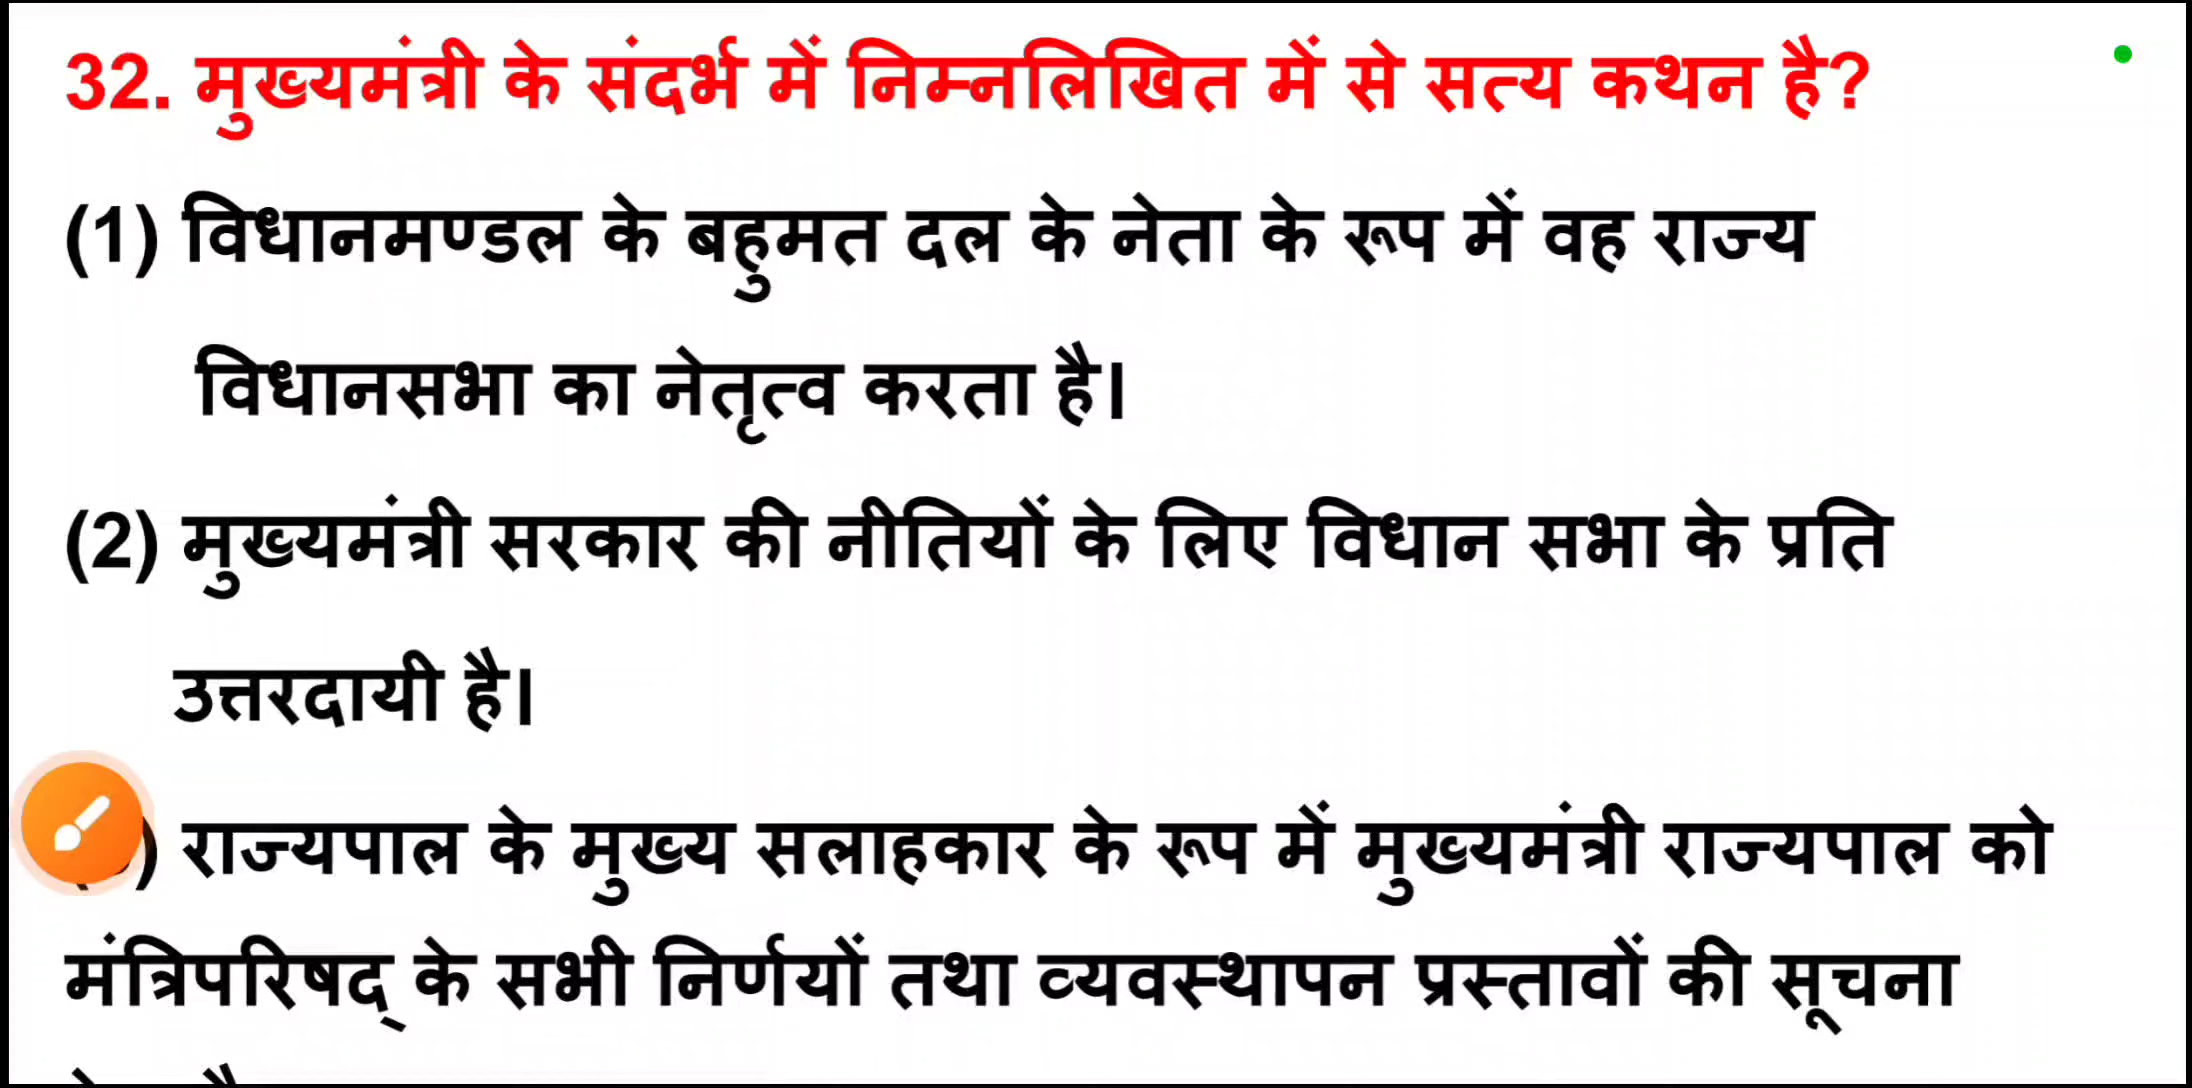 32. मुख्यमंत्री के संदर्भ में निम्नलिखित में से सत्य कथन है?
(1) विधानमण्डल के बहुमत दल के नेता के रूप में वह राज्य
विधानसभा का नेतृत्व करता है।
(2) मुख्यमंत्री सरकार की नीतियों के लिए विधान सभा के प्रति
उत्तरदायी है।
) राज्यपाल के मुख्य सलाहकार के रूप में मुख्यमंत्री राज्यपाल को
मंत्रिपरिषद् के सभी निर्णयों तथा व्यवस्थापन प्रस्तावों की सूचना